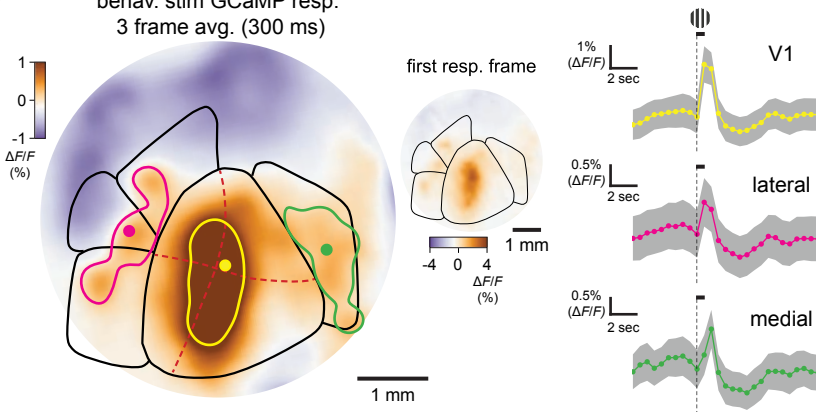 behav. stim GCaMP resp.
3 frame avg. (300 ms)
1
0
-1
ΔF/F
(%)
1 mm
first resp. frame
1 mm
-4 0 4
ΔF/F
(%)
1%
(ΔF/F)
2 sec
V1
0.5%
(ΔF/F)
2 sec
lateral
0.5%
(ΔF/F)
2 sec
medial